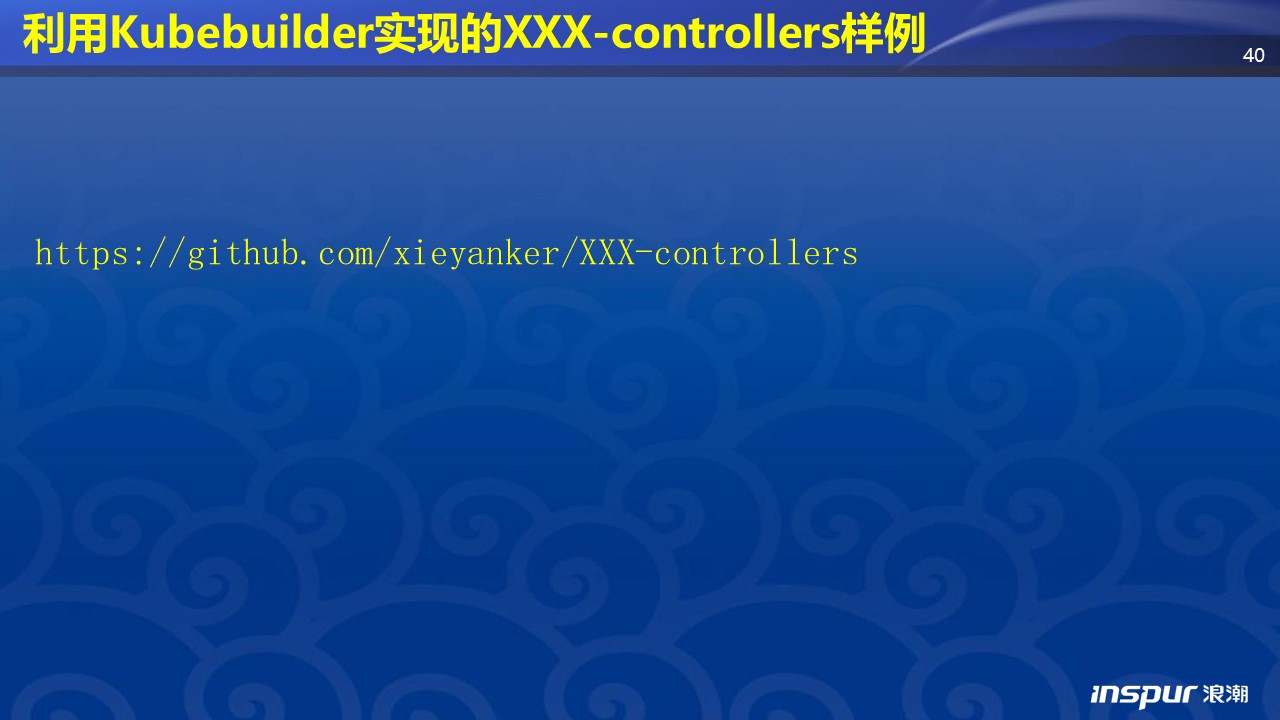 利用Kubebuilder实现的XXX-controllers样例
40
https://github.com/xieyanker/XXX-controllers
inspur 浪潮